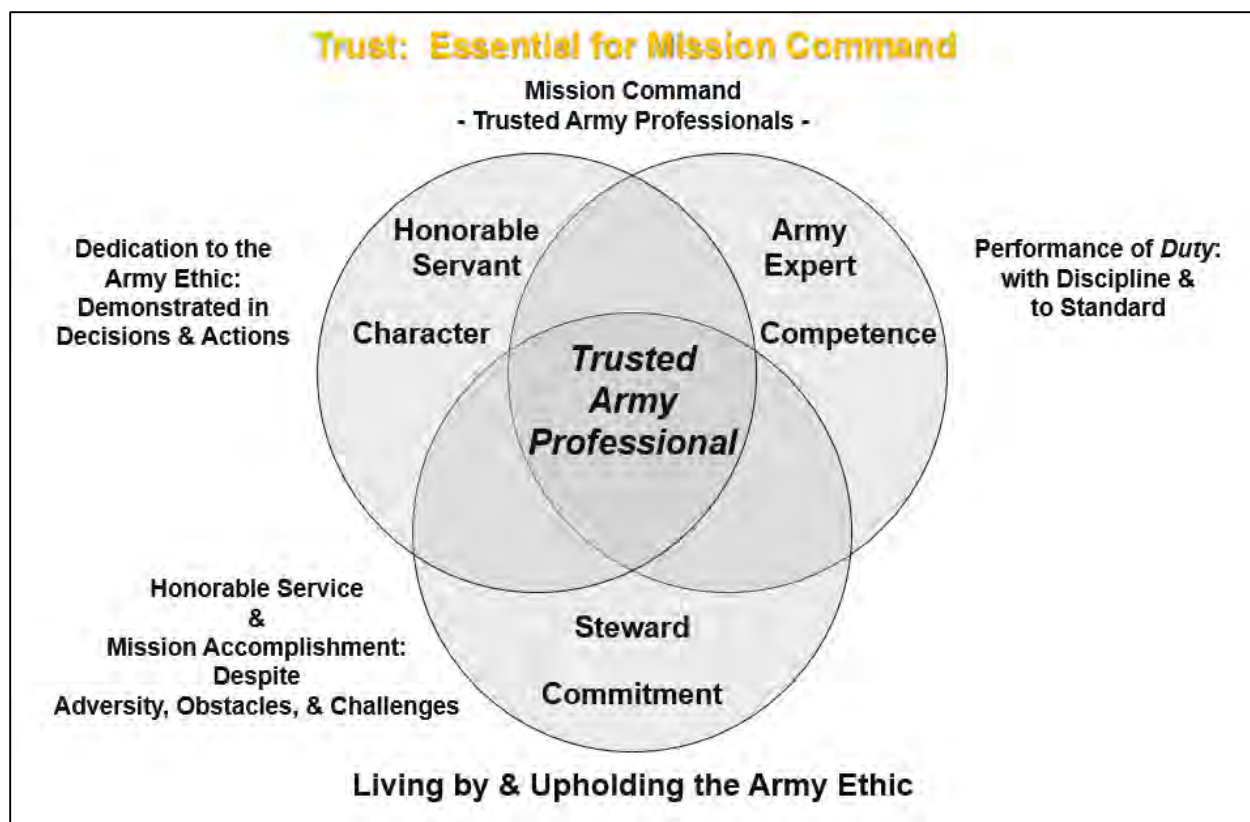 Trust: Essential for Mission Command
Mission Command
- Trusted Army Professionals -
Honorable
Servant
Character
Army
Expert
Competence
Dedication to the
Army Ethic:
Demonstrated in
Decisions & Actions
Performance of Duty:
with Discipline &
to Standard
Trusted
Army
Professional
Honorable Service
&
Mission Accomplishment:
Despite
Adversity, Obstacles, & Challenges
Steward
Commitment
Living by & Upholding the Army Ethic